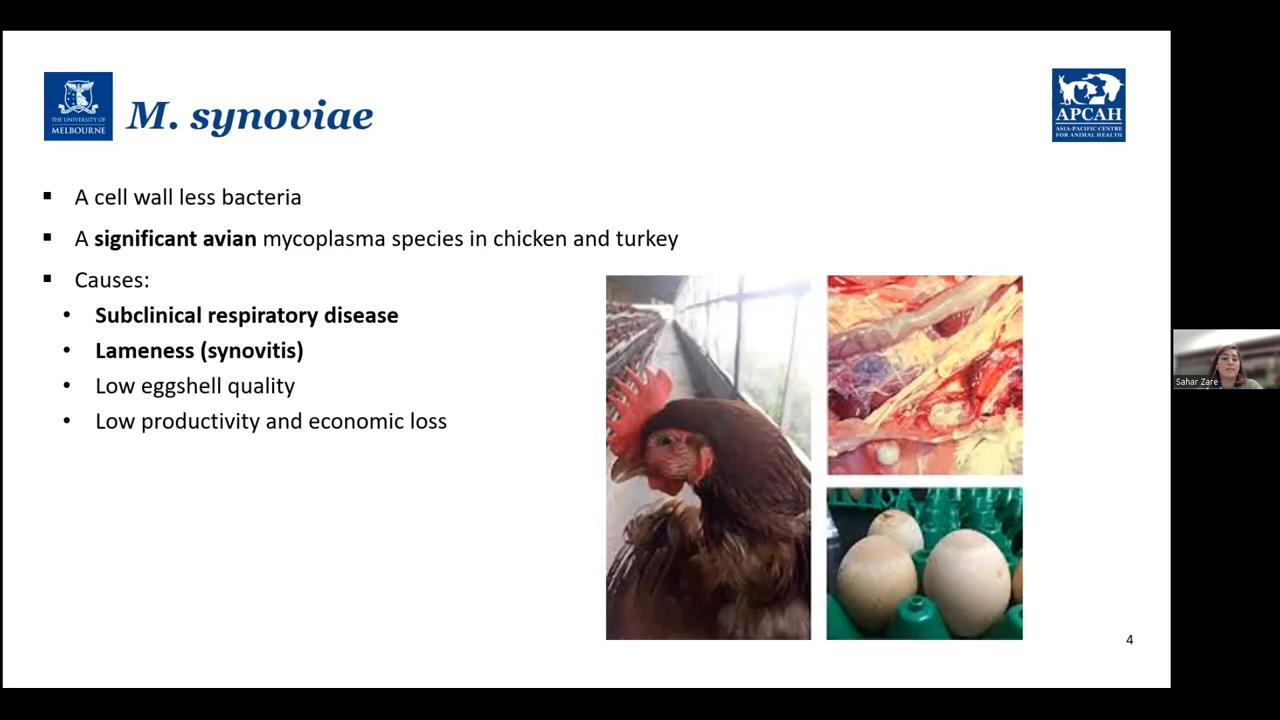 THE UNIVERSITY OF
MELBOURNE
M. synoviae
APCAH
ASIA-PACIFIC CENTRE
FOR ANIMAL HEALTH
▪ A cell wall less bacteria
▪ A significant avian mycoplasma species in chicken and turkey
▪ Causes:
• Subclinical respiratory disease
• Lameness (synovitis)
• Low eggshell quality
• Low productivity and economic loss
Sahar Zare
4